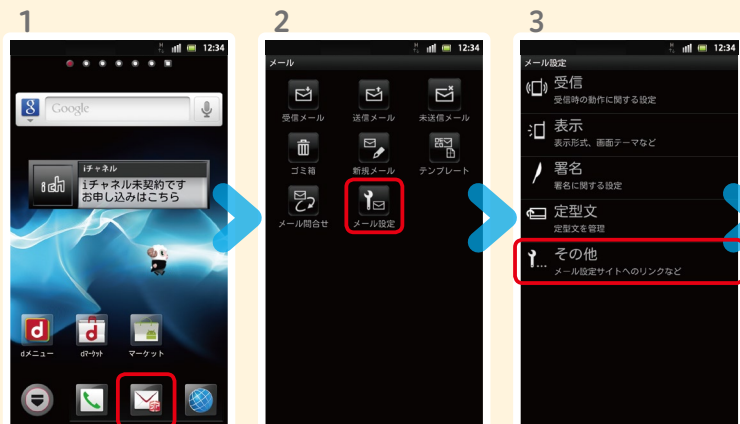 1
12:34
Google
iチャネル
iチャネル未契約です
お申し込みはこちら
dメニュー
dマーケット
マーケット
2
12:34
メール
受信メール
送信メール
未送信メール
ゴミ箱
新規メール
テンプレート
メール問合せ
メール設定
3
12:34
メール設定
受信
受信時の動作に関する設定
表示
表示形式、画面テーマなど
署名
署名に関する設定
定型文
定型文を管理
その他
メール設定サイトへのリンクなど